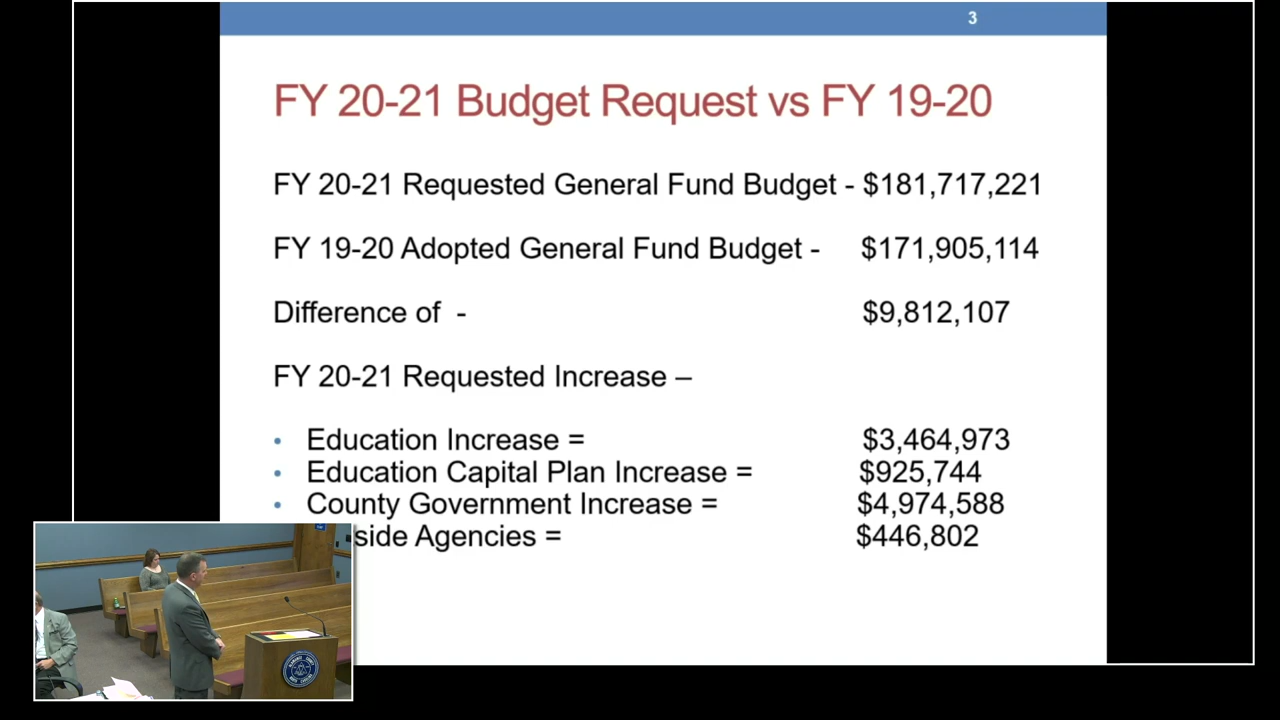 3
FY 20-21 Budget Request vs FY 19-20
FY 20-21 Requested General Fund Budget - $181,717,221
FY 19-20 Adopted General Fund Budget - $171,905,114
Difference of - $9,812,107
FY 20-21 Requested Increase –
• Education Increase = $3,464,973
• Education Capital Plan Increase = $925,744
• County Government Increase = $4,974,588
side Agencies = $446,802